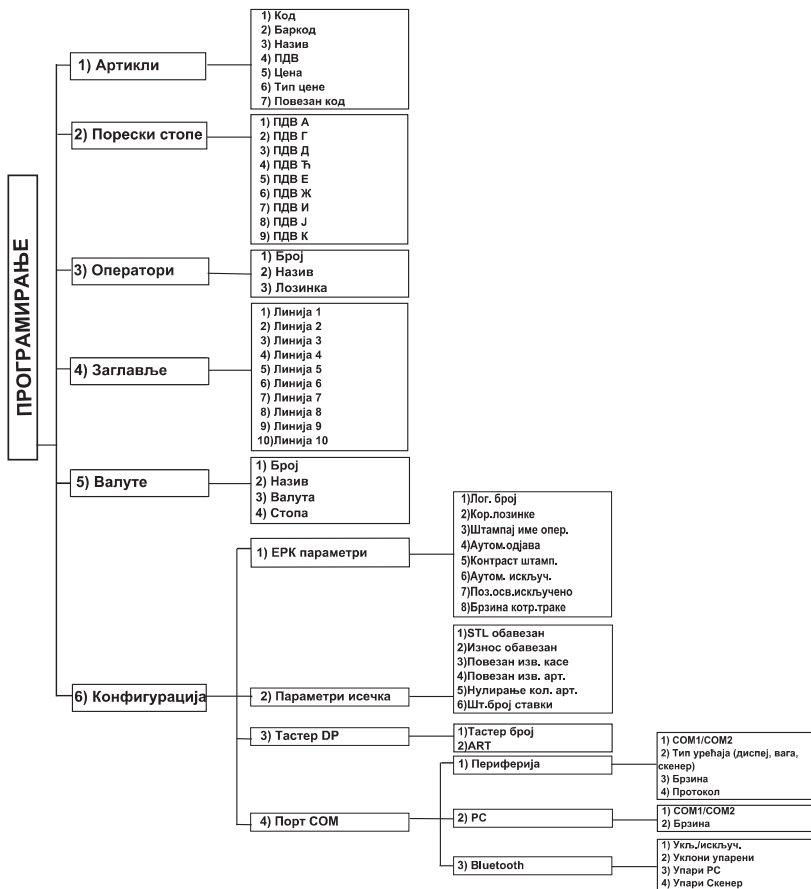 ПРОГРАМИРАЊЕ
1) Артикли
1) Код
2) Баркод
3) Назив
4) ПДВ
5) Цена
6) Тип цене
7) Повезан код
2) Порески стопе
1) ПДВ А
2) ПДВ Г
3) ПДВ Д
4) ПДВ Ђ
5) ПДВ Е
6) ПДВ Ж
7) ПДВ И
8) ПДВ Ј
9) ПДВ К
3) Оператори
1) Број
2) Назив
3) Лозинка
4) Заглавље
1) Линија 1
2) Линија 2
3) Линија 3
4) Линија 4
5) Линија 5
6) Линија 6
7) Линија 7
8) Линија 8
9) Линија 9
10)Линија 10
5) Валуте
1) Број
2) Назив
3) Валута
4) Стопа
6) Конфигурација
1) ЕРК параметри
1)Лог. број
2)Кор.лозинке
3)Штампај име опер.
4)Аутом.одјава
5)Контраст штамп.
6)Аутом. искључ.
7)Поз.осв.искључено
8)Брзина котр.траке
2) Параметри исечка
1)STL обавезан
2)Износ обавезан
3)Повезан изв. касе
4)Повезан изв. арт.
5)Нулирање кол. арт.
6)Шт.број ставки
3) Тастер DP
1)Тастер број
2)ART
4) Порт COM
1) Периферија
1) COM1/COM2
2) Тип урећаја (диспеј, вага,
скенер)
3) Брзина
4) Протокол
2) PC
1) COM1/COM2
2) Брзина
3) Bluetooth
1) Укљ./искључ.
2) Уклони упарени
3) Упари PC
4) Упари Скенер